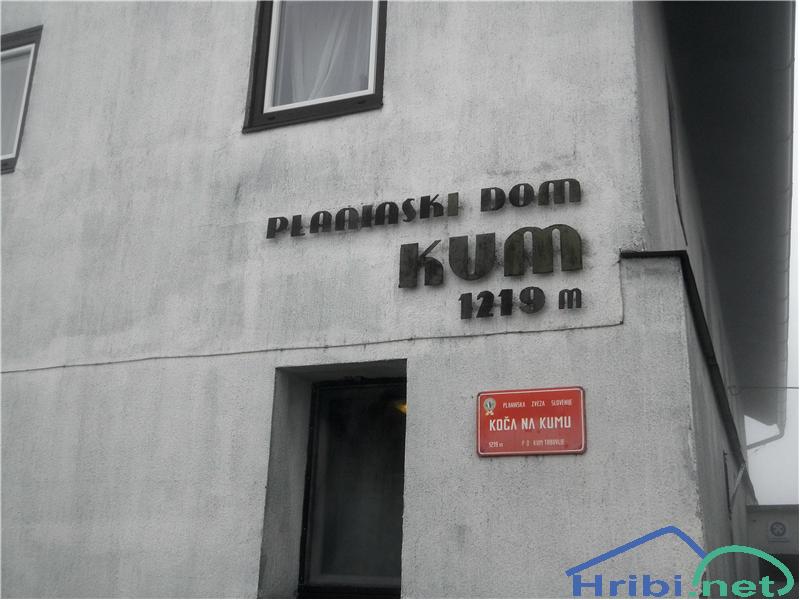 PLANINSKI DOM
KUM
1219 m
PLANINSKA ZVEZA SLOVENIJE
KOČA NA KUMU
1219 m P D KUM TRBOVLJE
Hribi.net